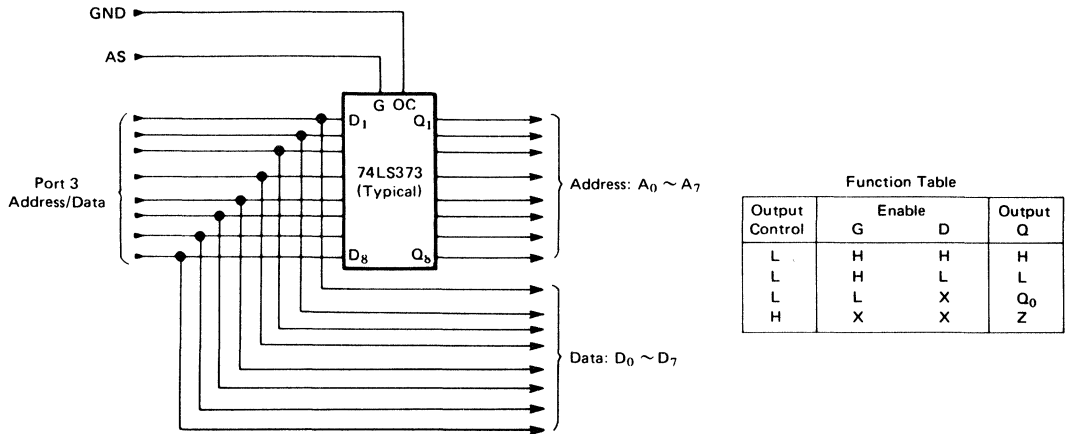 GND
AS
G OC
D₁ Q₁
74LS373
(Typical)
D₈ Q₈
Port 3
Address/Data
Address: A₀ ~ A₇
Data: D₀ ~ D₇
Function Table
Output Control Enable Output Q
G D
L H H H
L H L L
L L X Q₀
H X X Z